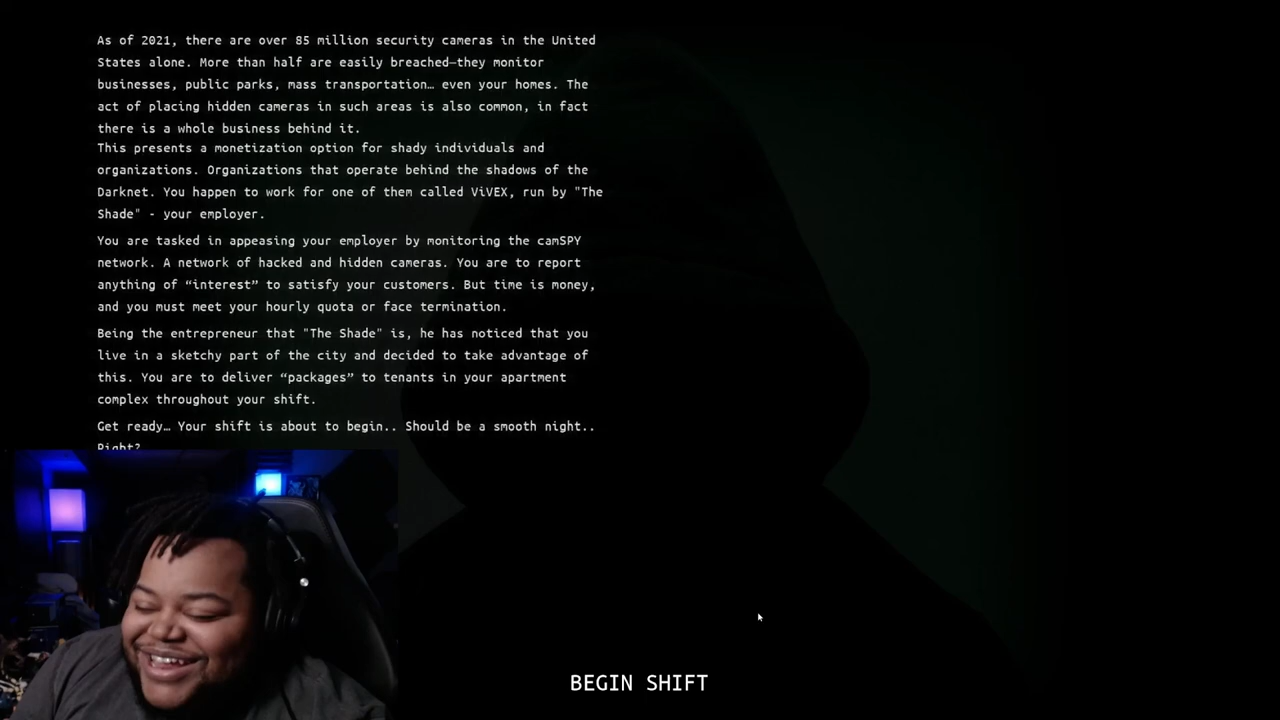 As of 2021, there are over 85 million security cameras in the United
States alone. More than half are easily breached—they monitor
businesses, public parks, mass transportation… even your homes. The
act of placing hidden cameras in such areas is also common, in fact
there is a whole business behind it.
This presents a monetization option for shady individuals and
organizations. Organizations that operate behind the shadows of the
Darknet. You happen to work for one of them called ViVEX, run by "The
Shade" - your employer.
You are tasked in appeasing your employer by monitoring the camSPY
network. A network of hacked and hidden cameras. You are to report
anything of “interest” to satisfy your customers. But time is money,
and you must meet your hourly quota or face termination.
Being the entrepreneur that "The Shade" is, he has noticed that you
live in a sketchy part of the city and decided to take advantage of
this. You are to deliver “packages” to tenants in your apartment
complex throughout your shift.
Get ready… Your shift is about to begin.. Should be a smooth night..
Right?
BEGIN SHIFT